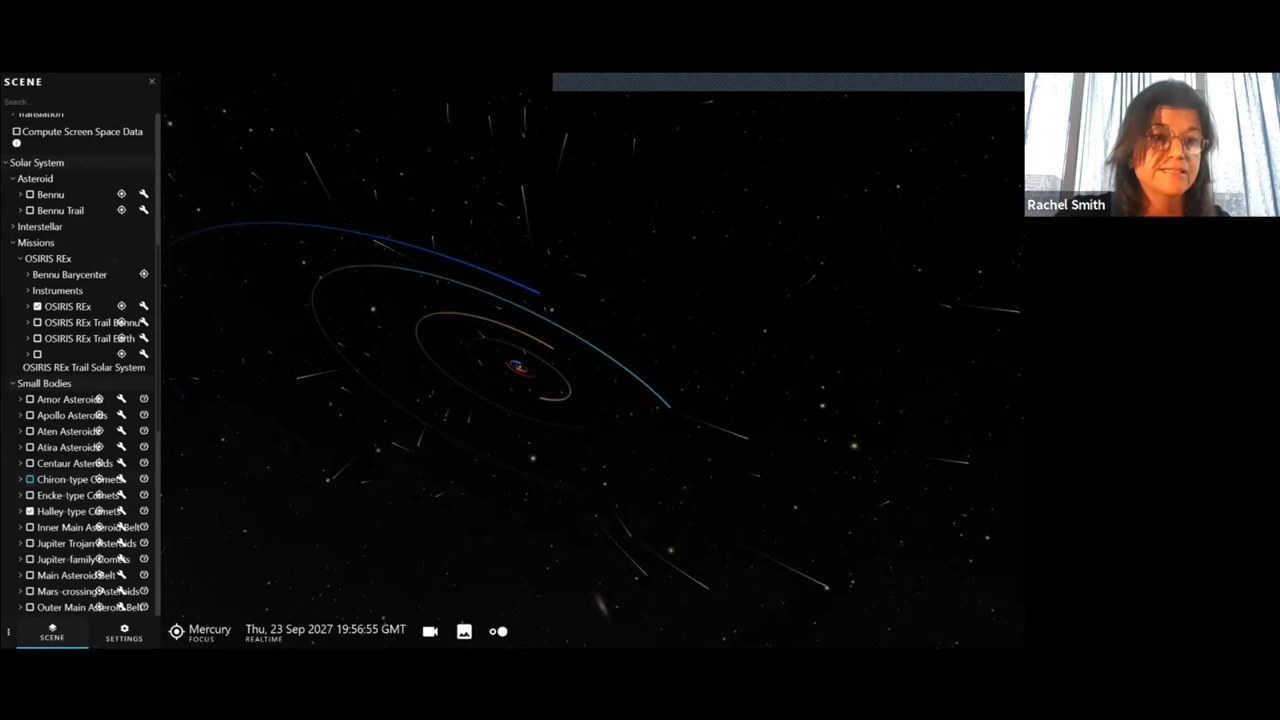 SCENE
Search...
Translation
Compute Screen Space Data
Solar System
Asteroid
Bennu
Bennu Trail
Interstellar
Missions
OSIRIS REx
Bennu Barycenter
Instruments
OSIRIS REx
OSIRIS REx Trail Bennu
OSIRIS REx Trail Earth
OSIRIS REx Trail Solar System
Small Bodies
Amor Asteroids
Apollo Asteroids
Aten Asteroids
Atira Asteroids
Centaur Asteroids
Chiron-type Comets
Encke-type Comets
Halley-type Comets
Inner Main Asteroid Belt
Jupiter Trojan Asteroids
Jupiter-family Comets
Main Asteroid Belt
Mars-crossing Asteroids
Outer Main Asteroid Belt
SCENE
SETTINGS
Mercury
FOCUS
Thu, 23 Sep 2027 19:56:55 GMT
REALTIME
Rachel Smith